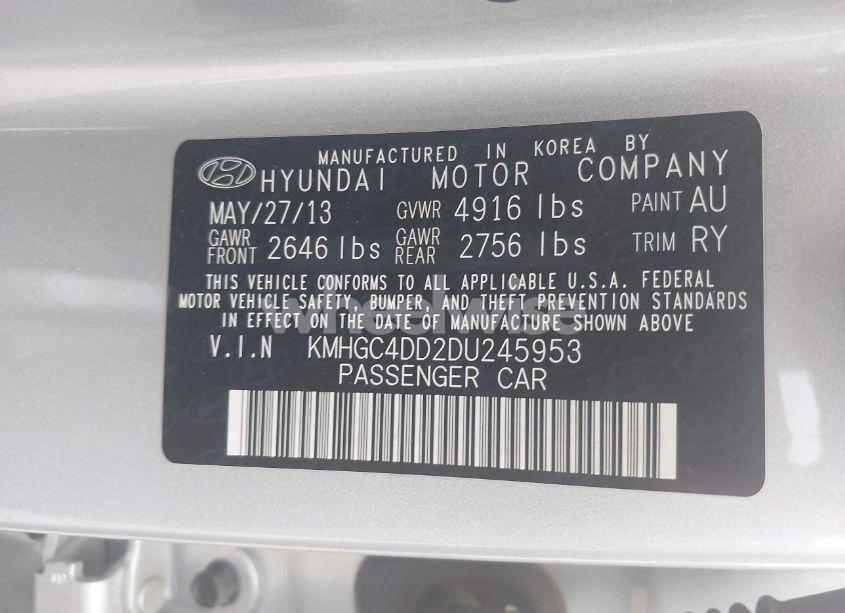 MANUFACTURED IN KOREA BY
HYUNDAI MOTOR COMPANY
MAY/27/13 GVWR 4916 lbs PAINT AU
GAWR FRONT 2646 lbs GAWR REAR 2756 lbs TRIM RY
THIS VEHICLE CONFORMS TO ALL APPLICABLE U.S.A. FEDERAL
MOTOR VEHICLE SAFETY, BUMPER, AND THEFT PREVENTION STANDARDS
IN EFFECT ON THE DATE OF MANUFACTURE SHOWN ABOVE
V.I.N KMHGC4DD2DU245953
PASSENGER CAR